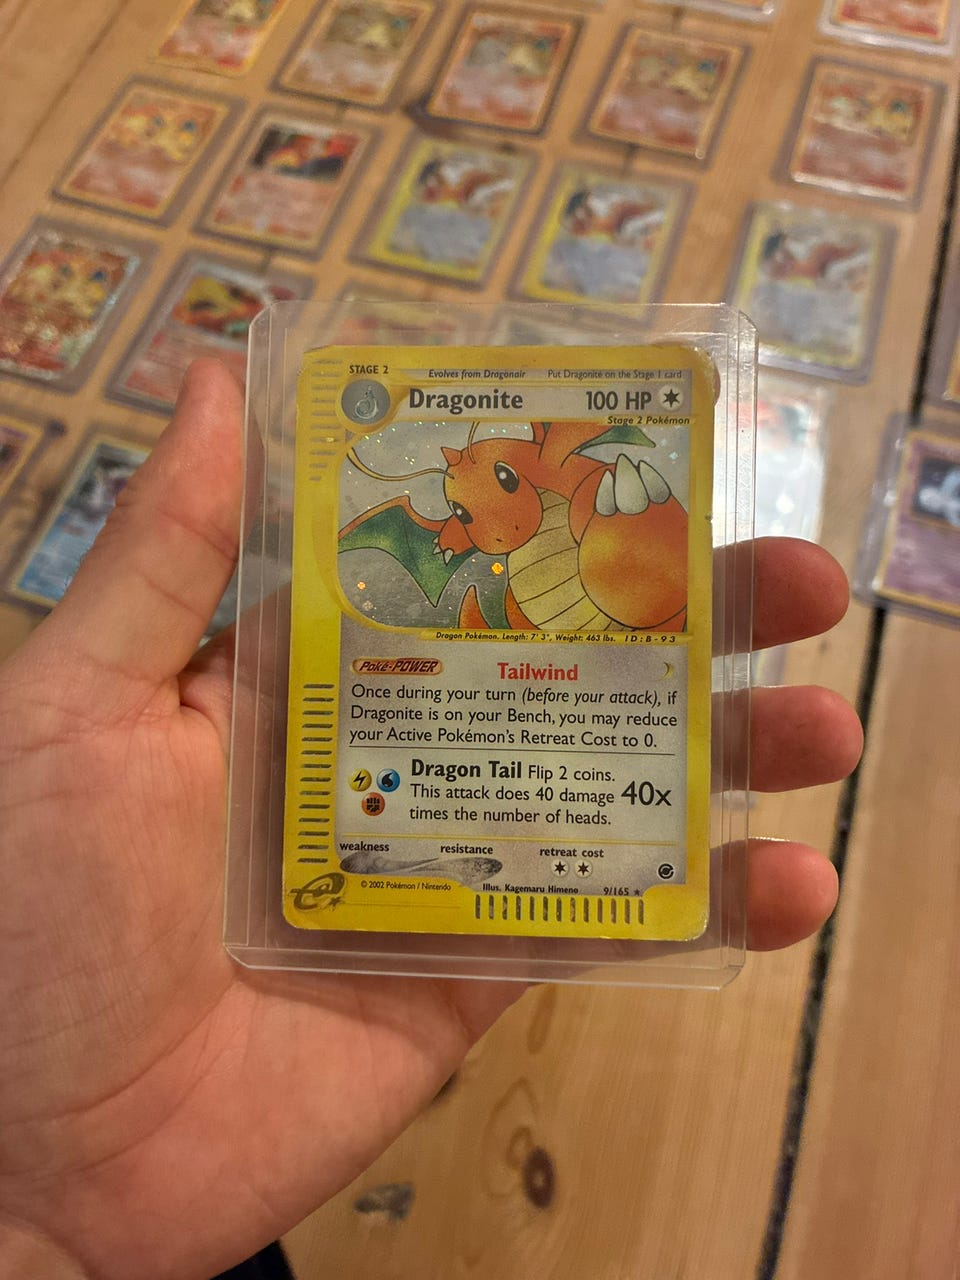 STAGE 2
Evolves from Dragonair
Put Dragonite on the Stage 1 card
Dragonite
100 HP
Stage 2 Pokémon
Dragon Pokémon. Length: 7' 3", Weight: 463 lbs. ID: B-93
Poké-POWER
Tailwind
Once during your turn (before your attack), if
Dragonite is on your Bench, you may reduce
your Active Pokémon's Retreat Cost to 0.
Dragon Tail Flip 2 coins.
This attack does 40 damage
times the number of heads.
40x
weakness
resistance
retreat cost
e
© 2002 Pokémon / Nintendo
Illus. Kagemaru Himeno
9/165 ★